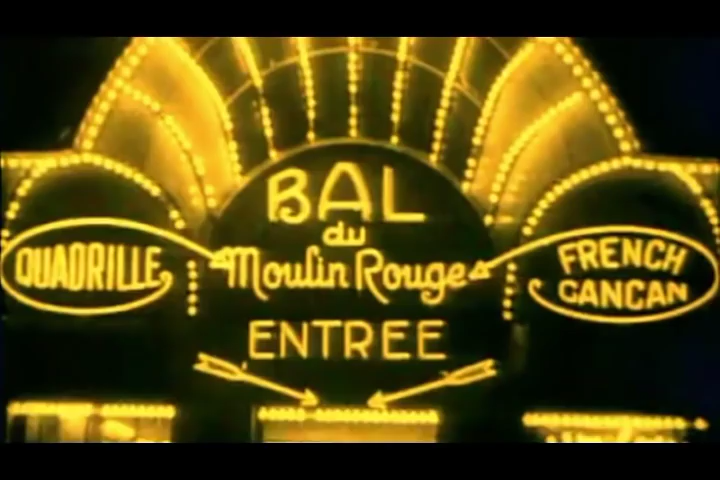 BAL
du
Moulin Rouge
QUADRILLE
FRENCH
CANCAN
ENTREE